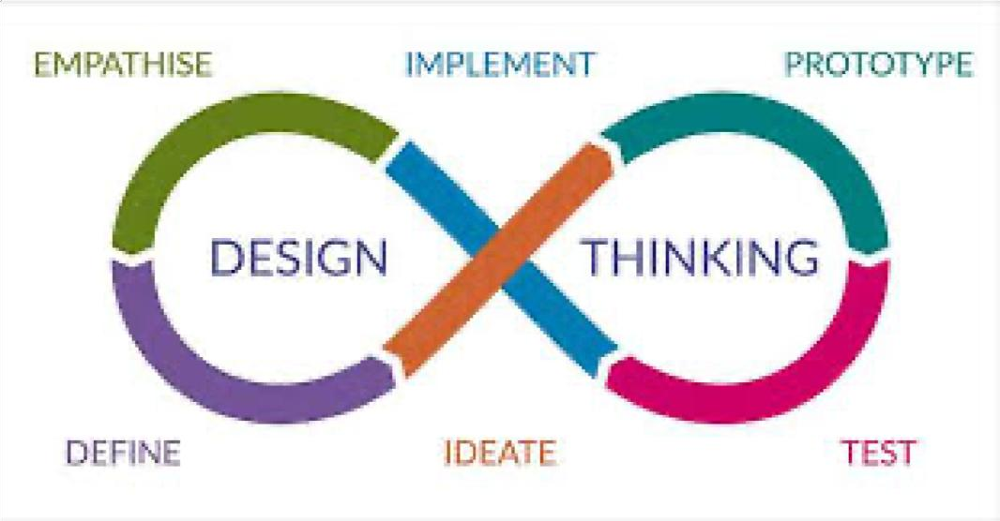 EMPATHISE IMPLEMENT PROTOTYPE
DESIGN THINKING
DEFINE IDEATE TEST